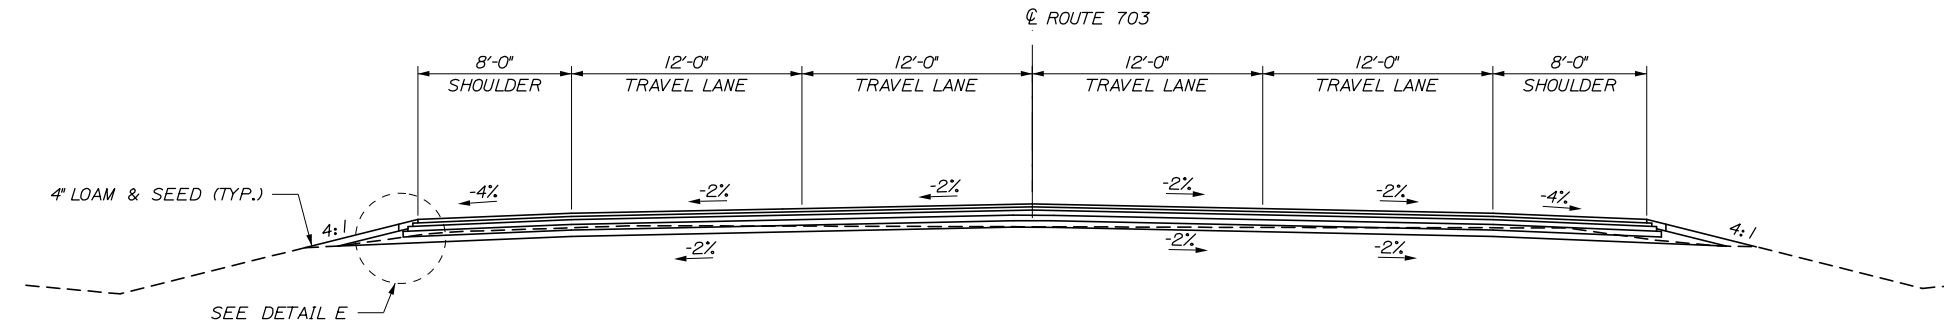 ℄ ROUTE 703
8'-0" 12'-0" 12'-0" 12'-0" 12'-0" 8'-0"
SHOULDER TRAVEL LANE TRAVEL LANE TRAVEL LANE TRAVEL LANE SHOULDER
-4% -2% -2% -2% -2% -4%
4" LOAM & SEED (TYP.)
4:1 4:1
-2% -2% -2%
SEE DETAIL E